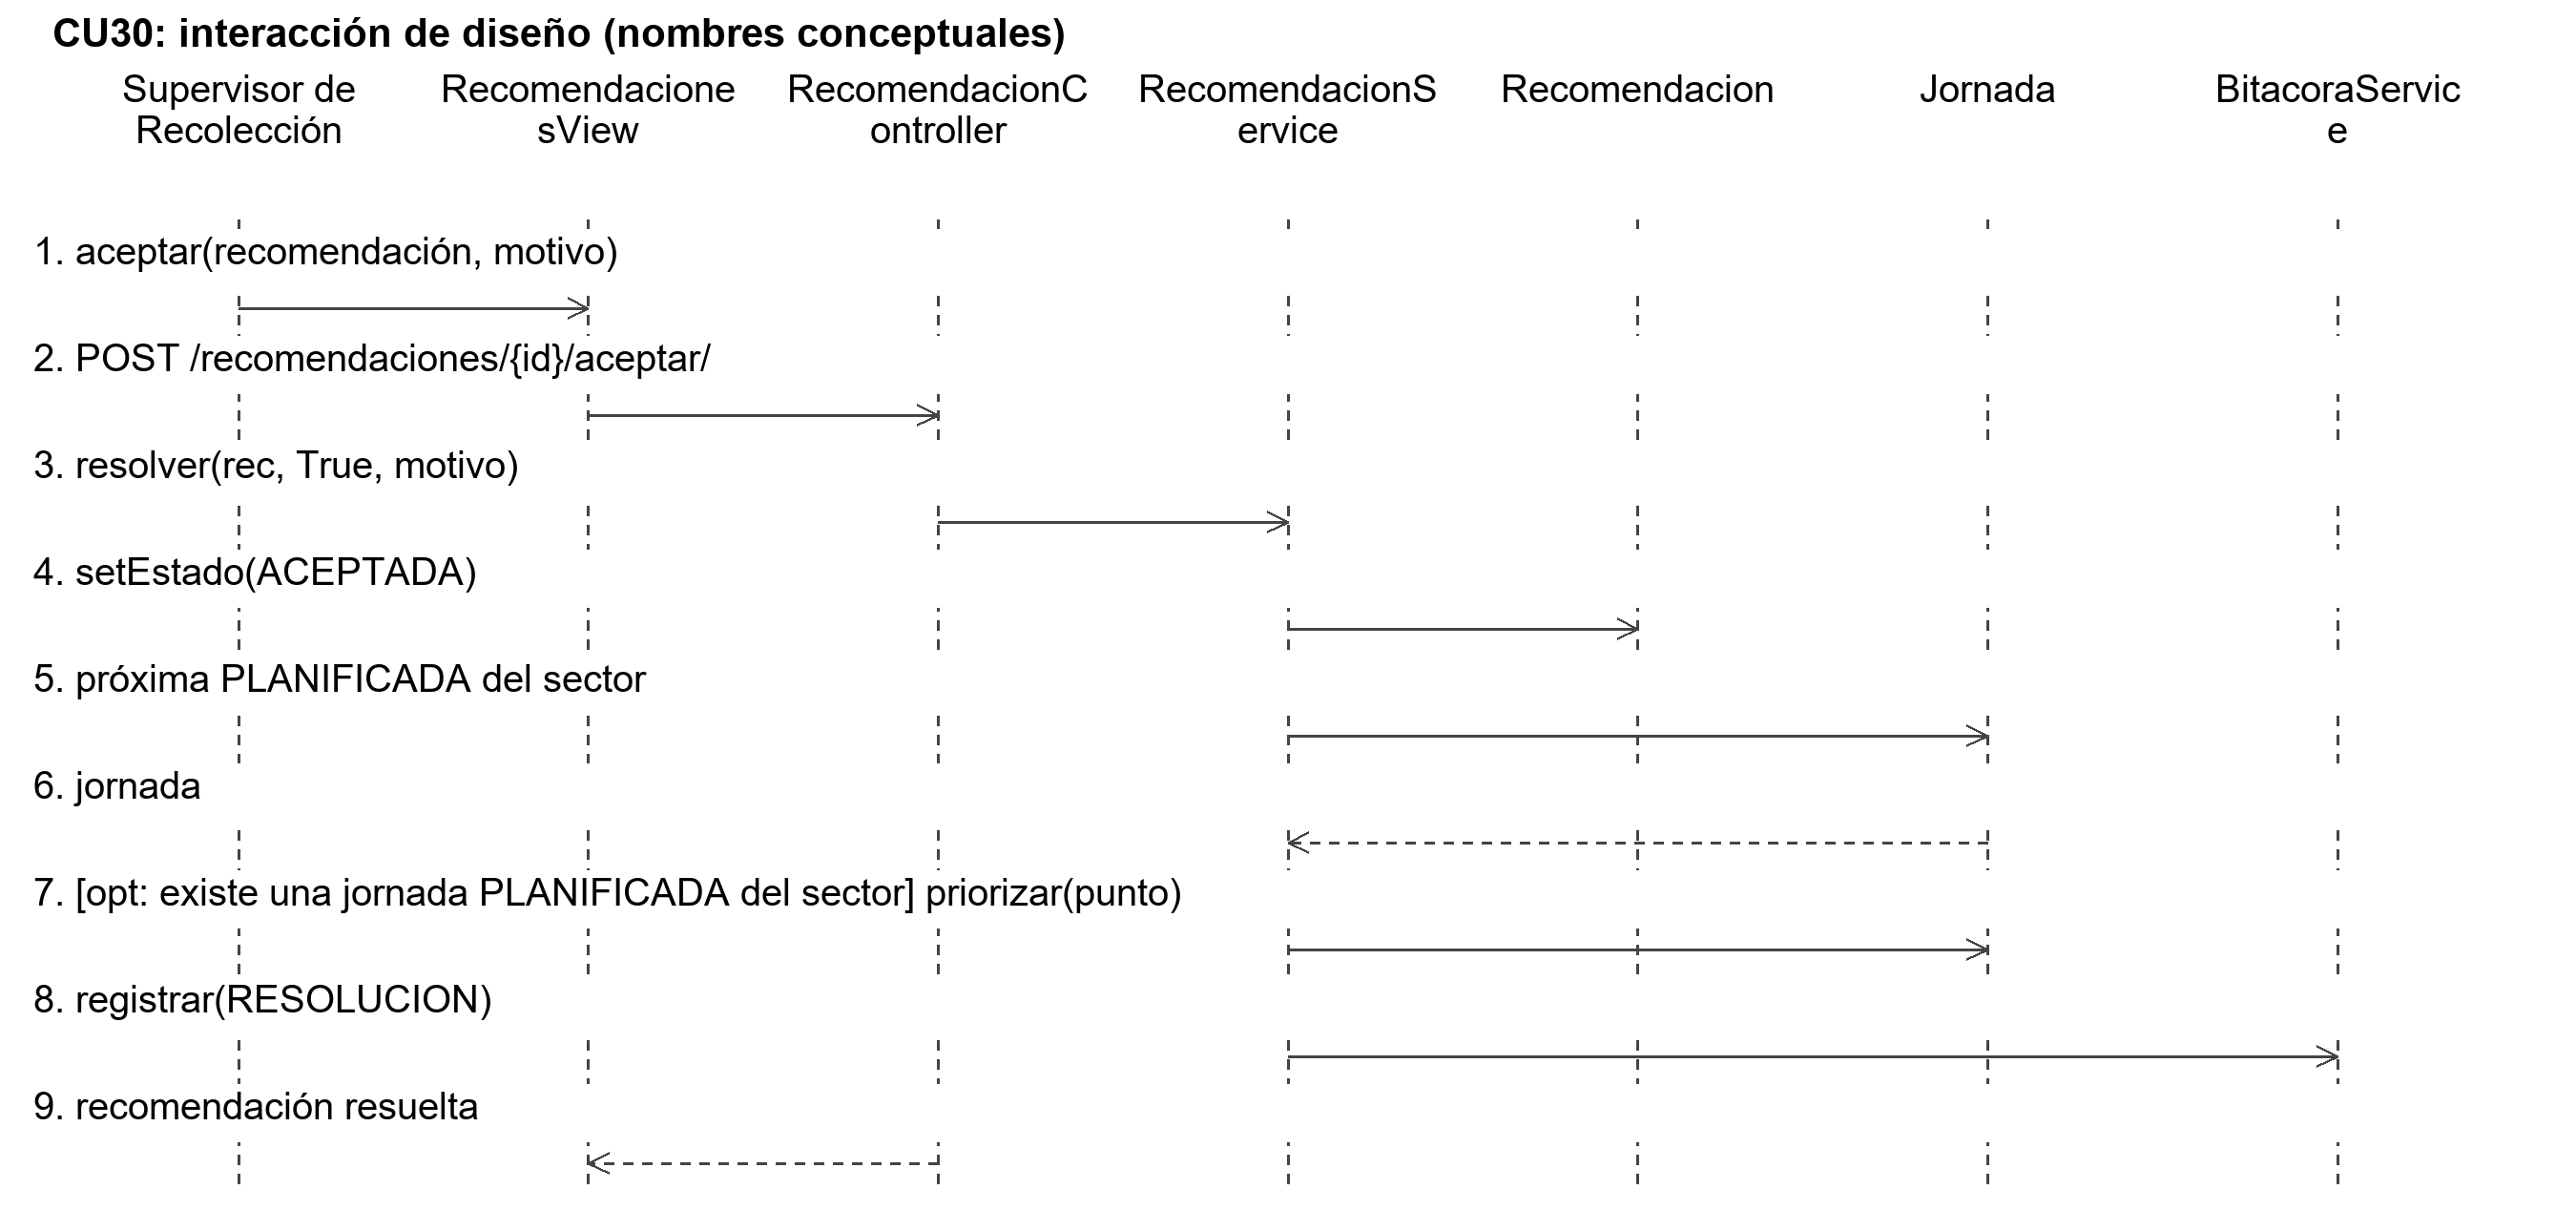 CU30: interacción de diseño (nombres conceptuales)
Supervisor de
Recolección
Recomendacione
sView
RecomendacionC
ontroller
RecomendacionS
ervice
Recomendacion
Jornada
BitacoraServic
e
1. aceptar(recomendación, motivo)
2. POST /recomendaciones/{id}/aceptar/
3. resolver(rec, True, motivo)
4. setEstado(ACEPTADA)
5. próxima PLANIFICADA del sector
6. jornada
7. [opt: existe una jornada PLANIFICADA del sector] priorizar(punto)
8. registrar(RESOLUCION)
9. recomendación resuelta